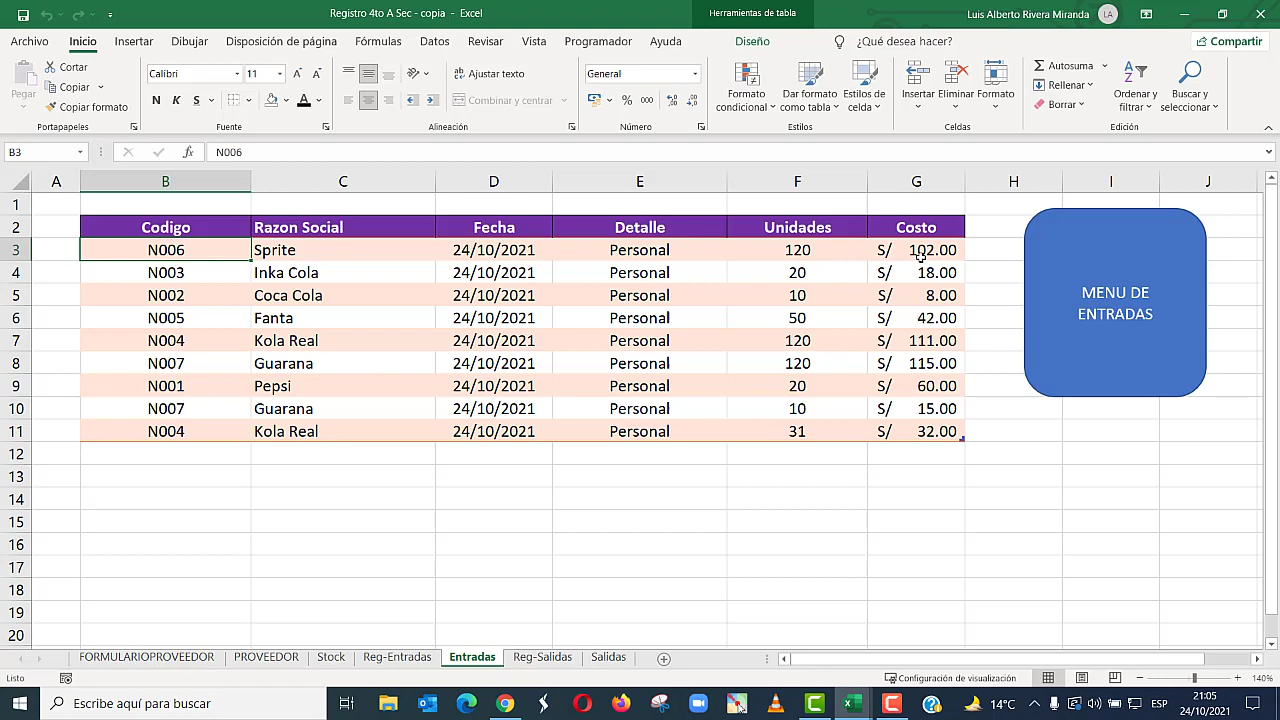 Registro 4to A Sec - copia - Excel
Herramientas de tabla
Luis Alberto Rivera Miranda LA
Archivo Inicio Insertar Dibujar Disposición de página Fórmulas Datos Revisar Vista Programador Ayuda Diseño ¿Qué desea hacer? Compartir
Pegar
Cortar
Copiar
Copiar formato
Portapapeles
Calibri 11
N K S
Fuente
Ajustar texto
Combinar y centrar
Alineación
General
% 000
Número
Formato condicional
Dar formato como tabla
Estilos de celda
Estilos
Insertar Eliminar Formato
Celdas
Autosuma
Rellenar
Borrar
Ordenar y filtrar
Buscar y seleccionar
Edición
B3 fx N006
A B C D E F G H I J
1
2 Codigo Razon Social Fecha Detalle Unidades Costo
3 N006 Sprite 24/10/2021 Personal 120 S/ 102.00
4 N003 Inka Cola 24/10/2021 Personal 20 S/ 18.00
5 N002 Coca Cola 24/10/2021 Personal 10 S/ 8.00
6 N005 Fanta 24/10/2021 Personal 50 S/ 42.00
7 N004 Kola Real 24/10/2021 Personal 120 S/ 111.00
8 N007 Guarana 24/10/2021 Personal 120 S/ 115.00
9 N001 Pepsi 24/10/2021 Personal 20 S/ 60.00
10 N007 Guarana 24/10/2021 Personal 10 S/ 15.00
11 N004 Kola Real 24/10/2021 Personal 31 S/ 32.00
MENU DE
ENTRADAS
12
13
14
15
16
17
18
19
20
FORMULARIOPROVEEDOR PROVEEDOR Stock Reg-Entradas Entradas Reg-Salidas Salidas
Listo Configuración de visualización 140%
Escribe aquí para buscar
14°C ESP
21:05
24/10/2021